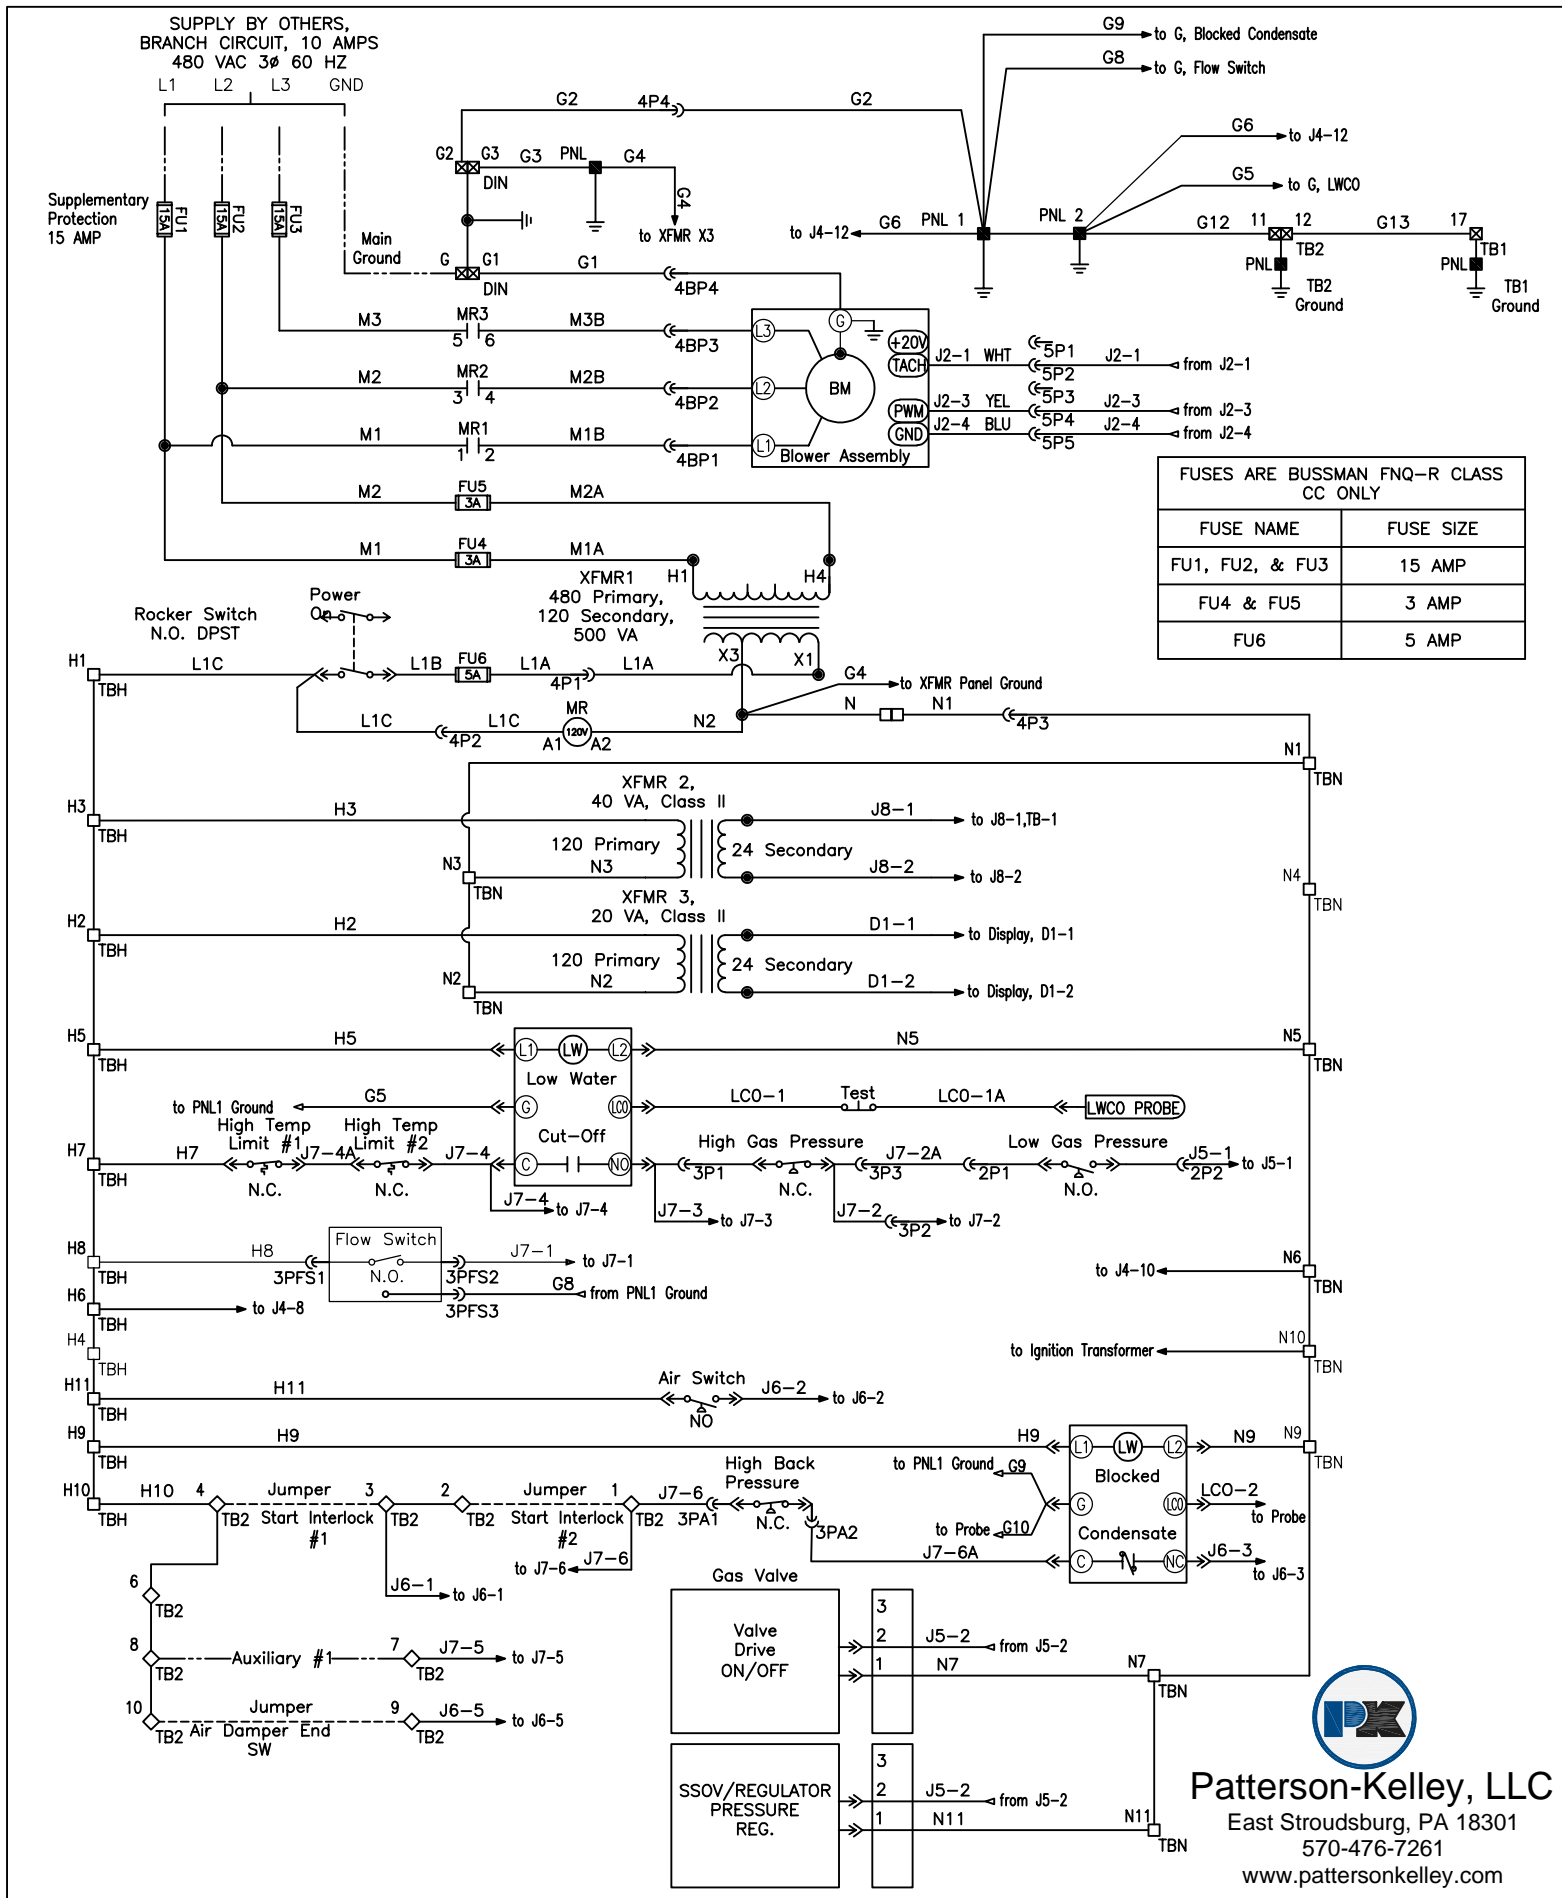 SUPPLY BY OTHERS,
BRANCH CIRCUIT, 10 AMPS
480 VAC 3ø 60 HZ
L1 L2 L3 GND
G9 to G, Blocked Condensate
G8 to G, Flow Switch
G2 4P4 G2
G6 to J4-12
G5 to G, LWCO
G2 G3 G3 PNL G4
DIN
G4
to XFMR X3
Supplementary
Protection
15 AMP
15A FU1
15A FU2
15A FU3
Main
Ground
to J4-12 G6 PNL 1 PNL 2 G12 11 12 G13 17
TB2 TB1
PNL TB2
Ground
PNL TB1
Ground
G G1 G1
DIN 4BP4
M3 MR3 M3B
5 6 4BP3
M2 MR2 M2B
3 4 4BP2
M1 MR1 M1B
1 2 4BP1
G
L3
L2 BM
L1
Blower Assembly
+20V 5P1
TACH J2-1 WHT 5P2 J2-1 from J2-1
5P3
PWM J2-3 YEL 5P4 J2-3 from J2-3
GND J2-4 BLU 5P5 J2-4 from J2-4
FUSES ARE BUSSMAN FNQ-R CLASS
CC ONLY
FUSE NAME FUSE SIZE
FU1, FU2, & FU3 15 AMP
FU4 & FU5 3 AMP
FU6 5 AMP
M2 FU5 M2A
3A
M1 FU4 M1A
3A
H1 H4
XFMR1
480 Primary,
120 Secondary,
500 VA
X3 X1
Power
On
Rocker Switch
N.O. DPST
H1 L1C L1B FU6 L1A L1A
TBH 5A 4P1
G4 to XFMR Panel Ground
N N1
4P3
L1C L1C MR N2
4P2 A1 120V A2
N1
TBN
XFMR 2,
40 VA, Class II
H3 H3 J8-1 to J8-1,TB-1
TBH
120 Primary 24 Secondary
N3 N3 J8-2 to J8-2
TBN
N4
TBN
XFMR 3,
20 VA, Class II
H2 H2 D1-1 to Display, D1-1
TBH
120 Primary 24 Secondary
N2 N2 D1-2 to Display, D1-2
TBN
H5 H5 L1 LW L2 N5 N5
TBH TBN
Low Water
to PNL1 Ground G5 G LCO LCO-1 Test LCO-1A LWCO PROBE
Cut-Off
High Temp
Limit #1
High Temp
Limit #2
High Gas Pressure Low Gas Pressure
H7 H7 J7-4A J7-4 C NO 3P1 3P3 J7-2A 2P1 J5-1 2P2 to J5-1
TBH N.C. N.C. N.C. N.O.
J7-4 to J7-4
J7-3 to J7-3
J7-2 3P2 to J7-2
Flow Switch
H8 H8 J7-1 to J7-1
TBH 3PFS1 N.O. 3PFS2
G8 from PNL1 Ground
3PFS3
to J4-10 N6
TBN
H6 to J4-8
TBH
H4
TBH
to Ignition Transformer N10
TBN
Air Switch
H11 H11 J6-2 to J6-2
TBH NO
H9 H9 H9 L1 LW L2 N9 N9
TBH TBN
Blocked
to PNL1 Ground G9
G LCO LCO-2
to Probe
to Probe G10
Condensate
J7-6A C NC J6-3
to J6-3
High Back
Pressure
H10 H10 4 Jumper 3 2 Jumper 1 J7-6
TBH TB2 Start Interlock
#1
TB2 TB2 Start Interlock
#2
TB2 3PA1 N.C. 3PA2
to J7-6 J7-6
J6-1 to J6-1
6
TB2
8 Auxiliary #1 7 J7-5 to J7-5
TB2 TB2
10 Jumper 9 J6-5 to J6-5
TB2 Air Damper End
SW
TB2
Gas Valve
Valve
Drive
ON/OFF
3
2 J5-2 from J5-2
1 N7 N7
TBN
SSOV/REGULATOR
PRESSURE
REG.
3
2 J5-2 from J5-2
1 N11 N11
TBN
PK
Patterson-Kelley, LLC
East Stroudsburg, PA 18301
570-476-7261
www.pattersonkelley.com